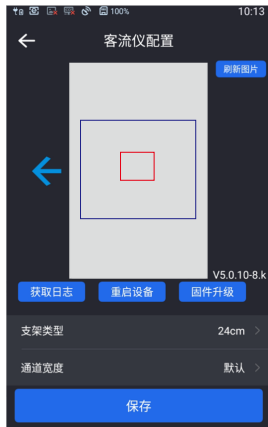 100% 10:13
客流仪配置
刷新图片
V5.0.10-8.k
获取日志 重启设备 固件升级
支架类型 24cm
通道宽度 默认
保存